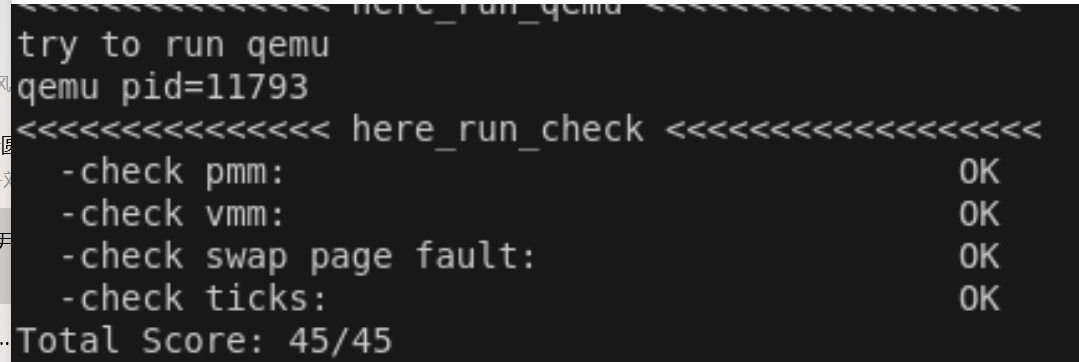 <<<<<<<<<<<<<<< here_run_qemu <<<<<<<<<<<<<<<<<<
try to run qemu
qemu pid=11793
<<<<<<<<<<<<<<< here_run_check <<<<<<<<<<<<<<<<<<
-check pmm: OK
-check vmm: OK
-check swap page fault: OK
-check ticks: OK
Total Score: 45/45